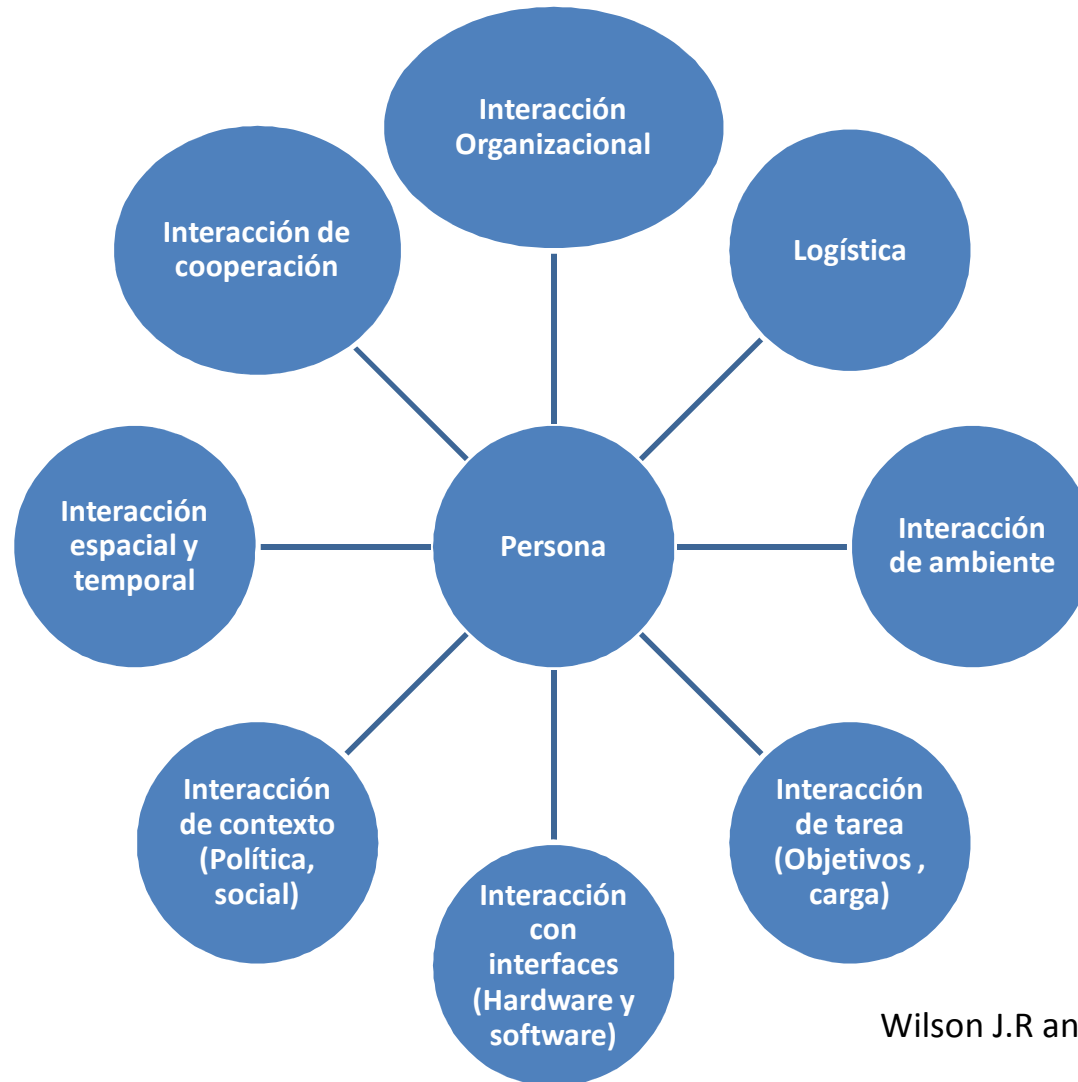 Interacción
Organizacional
Logística
Interacción
de ambiente
Interacción
de tarea
(Objetivos ,
carga)
Interacción
con
interfaces
(Hardware y
software)
Interacción
de contexto
(Política,
social)
Interacción
espacial y
temporal
Interacción de
cooperación
Persona
Wilson J.R an